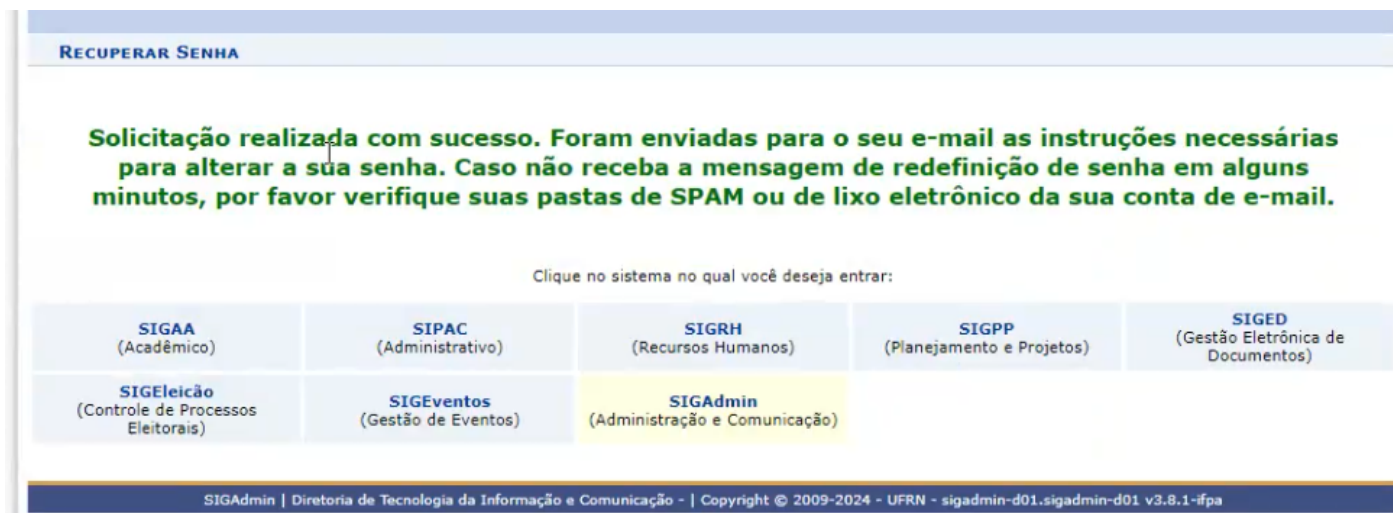 RECUPERAR SENHA
Solicitação realizada com sucesso. Foram enviadas para o seu e-mail as instruções necessárias
para alterar a sua senha. Caso não receba a mensagem de redefinição de senha em alguns
minutos, por favor verifique suas pastas de SPAM ou de lixo eletrônico da sua conta de e-mail.
Clique no sistema no qual você deseja entrar:
SIGAA
(Acadêmico)
SIPAC
(Administrativo)
SIGRH
(Recursos Humanos)
SIGPP
(Planejamento e Projetos)
SIGED
(Gestão Eletrônica de
Documentos)
SIGEleicão
(Controle de Processos
Eleitorais)
SIGEventos
(Gestão de Eventos)
SIGAdmin
(Administração e Comunicação)
SIGAdmin | Diretoria de Tecnologia da Informação e Comunicação - | Copyright © 2009-2024 - UFRN - sigadmin-d01.sigadmin-d01 v3.8.1-ifpa